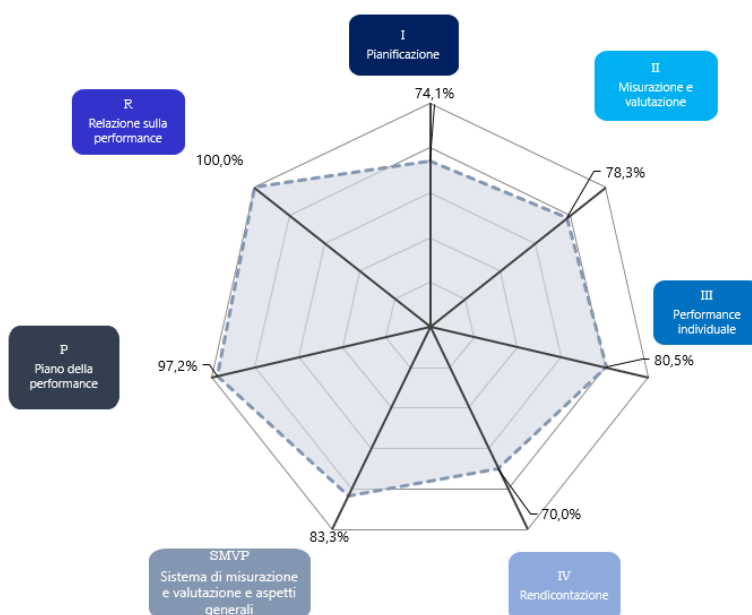 I
Pianificazione
74,1%
II
Misurazione e
valutazione
78,3%
III
Performance
individuale
80,5%
IV
Rendicontazione
70,0%
SMVP
Sistema di misurazione
e valutazione e aspetti
generali
83,3%
P
Piano della
performance
97,2%
R
Relazione sulla
performance
100,0%